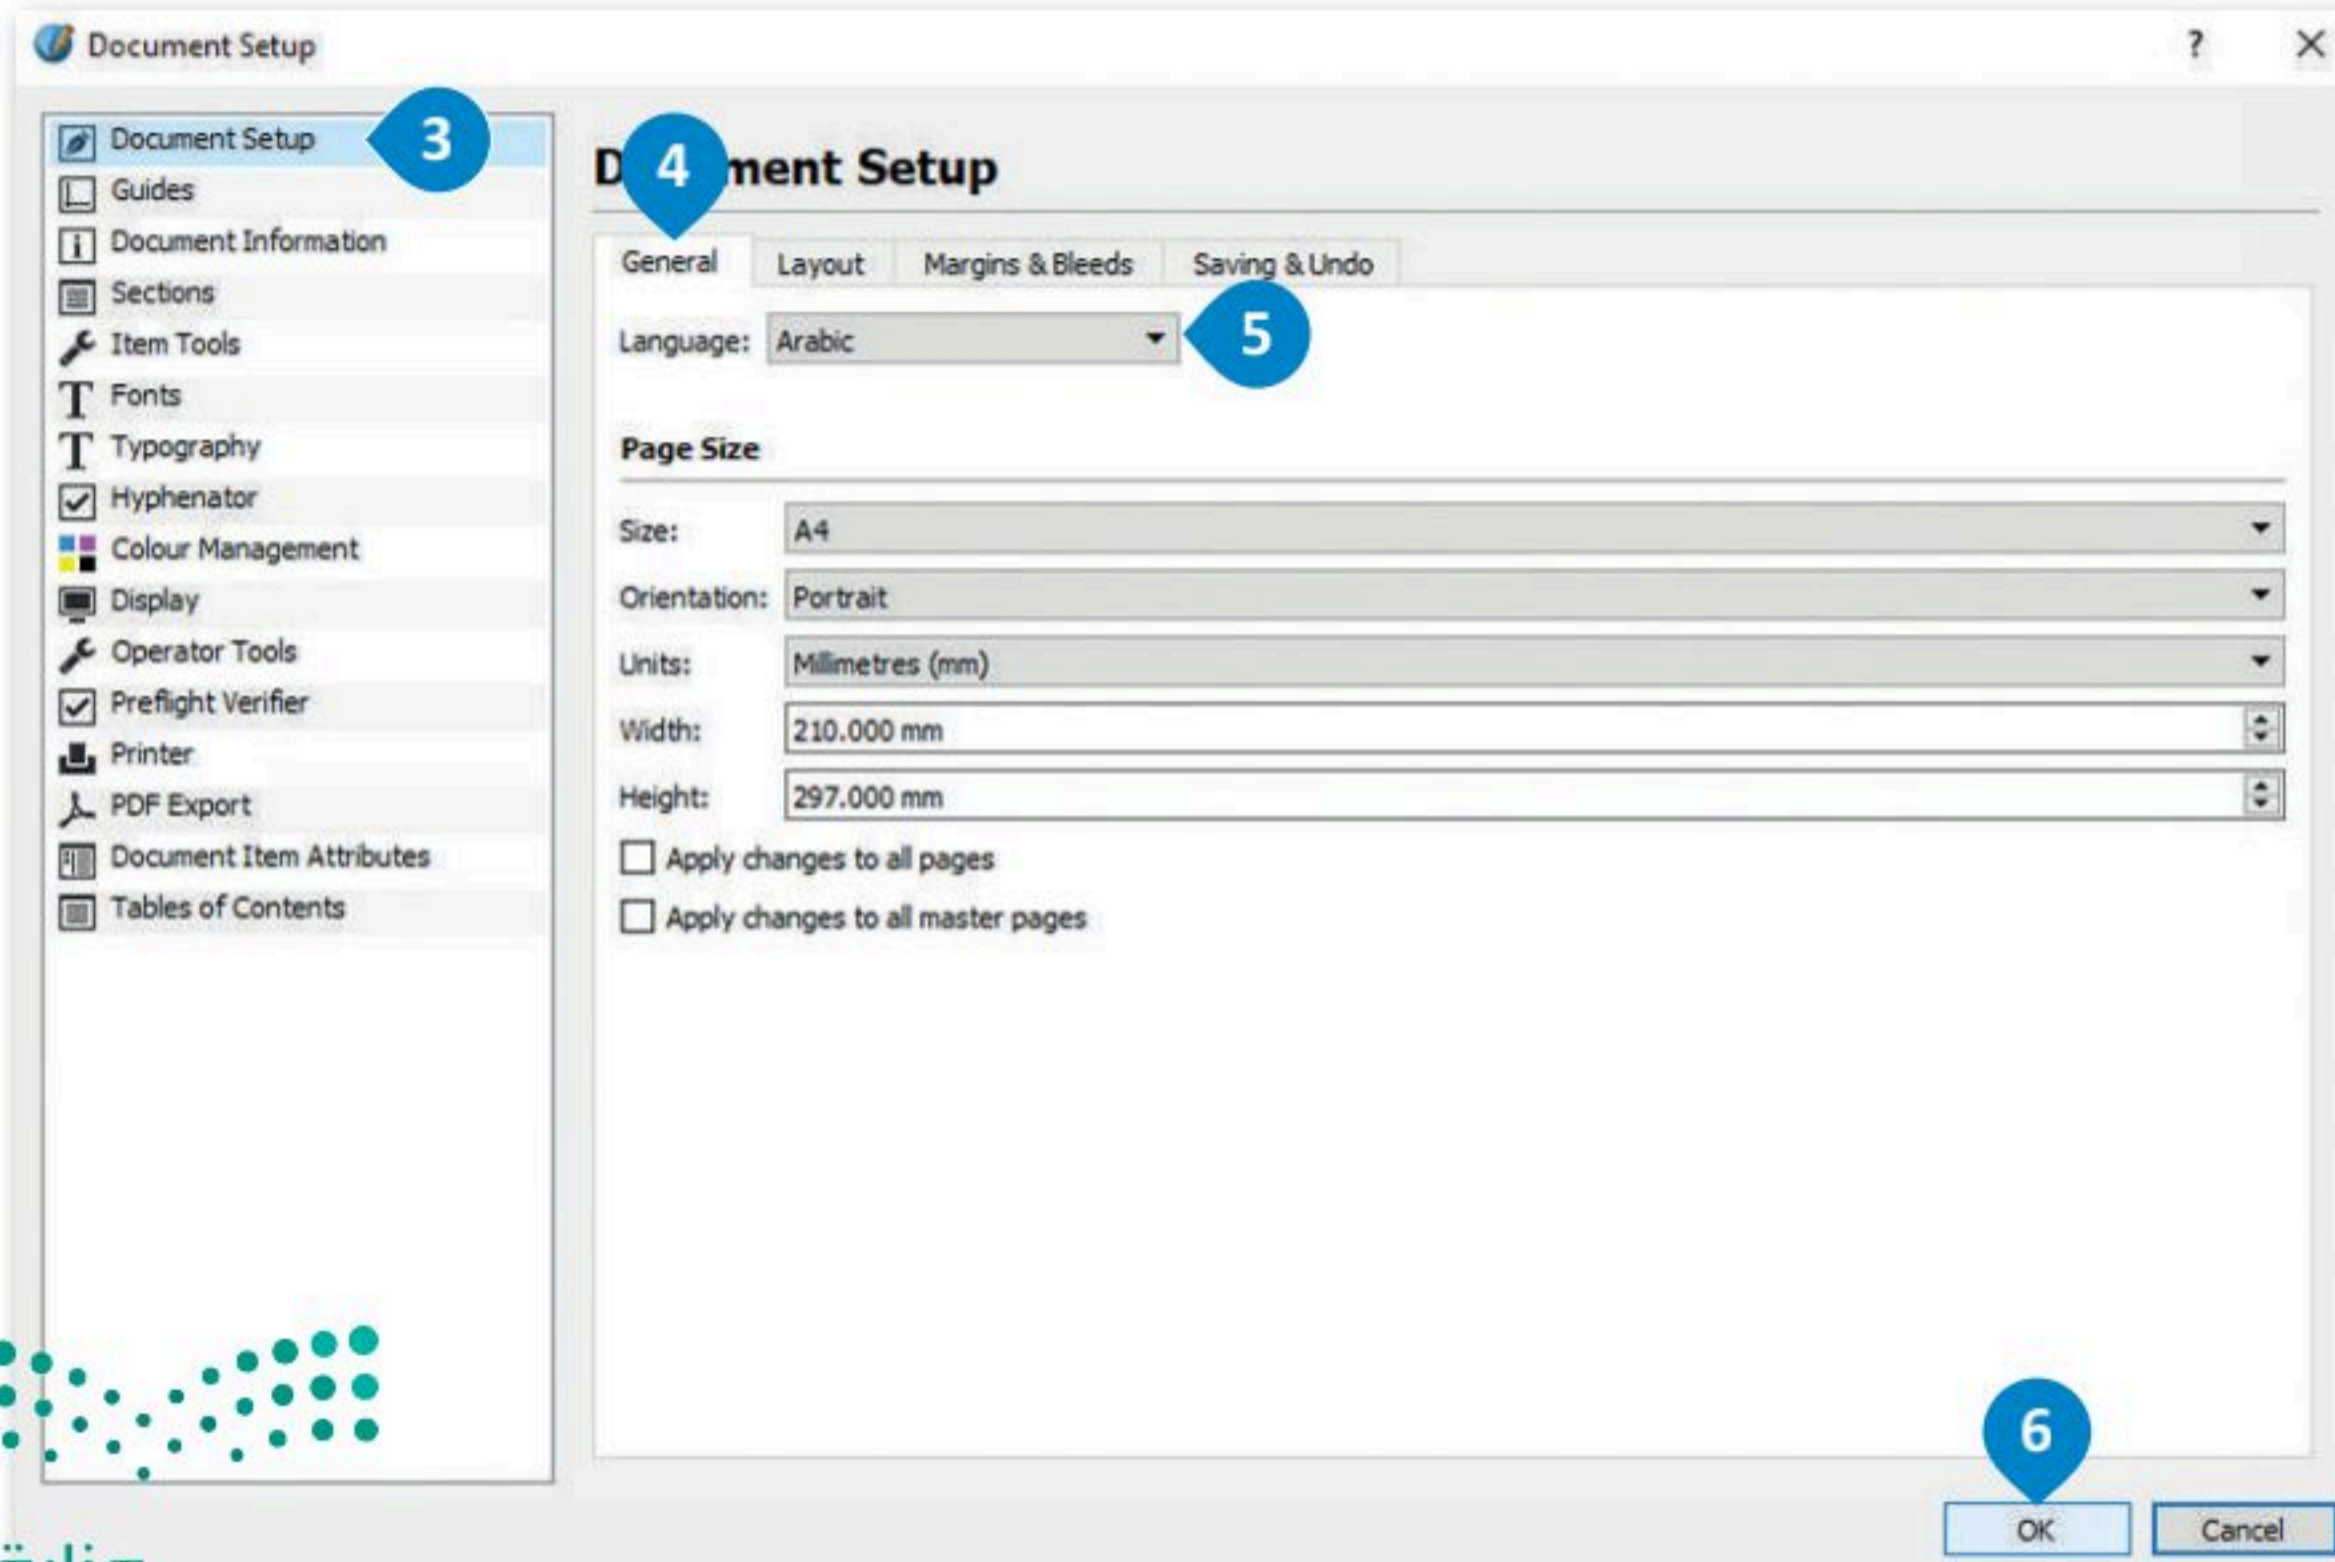 Document Setup
?
Document Setup
3
Guides
Document Information
Sections
Item Tools
Fonts
Typography
Hyphenator
Colour Management
Display
Operator Tools
Preflight Verifier
Printer
PDF Export
Document Item Attributes
Tables of Contents
4
General
Layout
Margins & Bleeds
Saving & Undo
Language:
Arabic
5
Page Size
Size:
A4
Orientation:
Portrait
Units:
Millimetres (mm)
Width:
210.000 mm
Height:
297.000 mm
Apply changes to all pages
Apply changes to all master pages
6
OK
Cancel